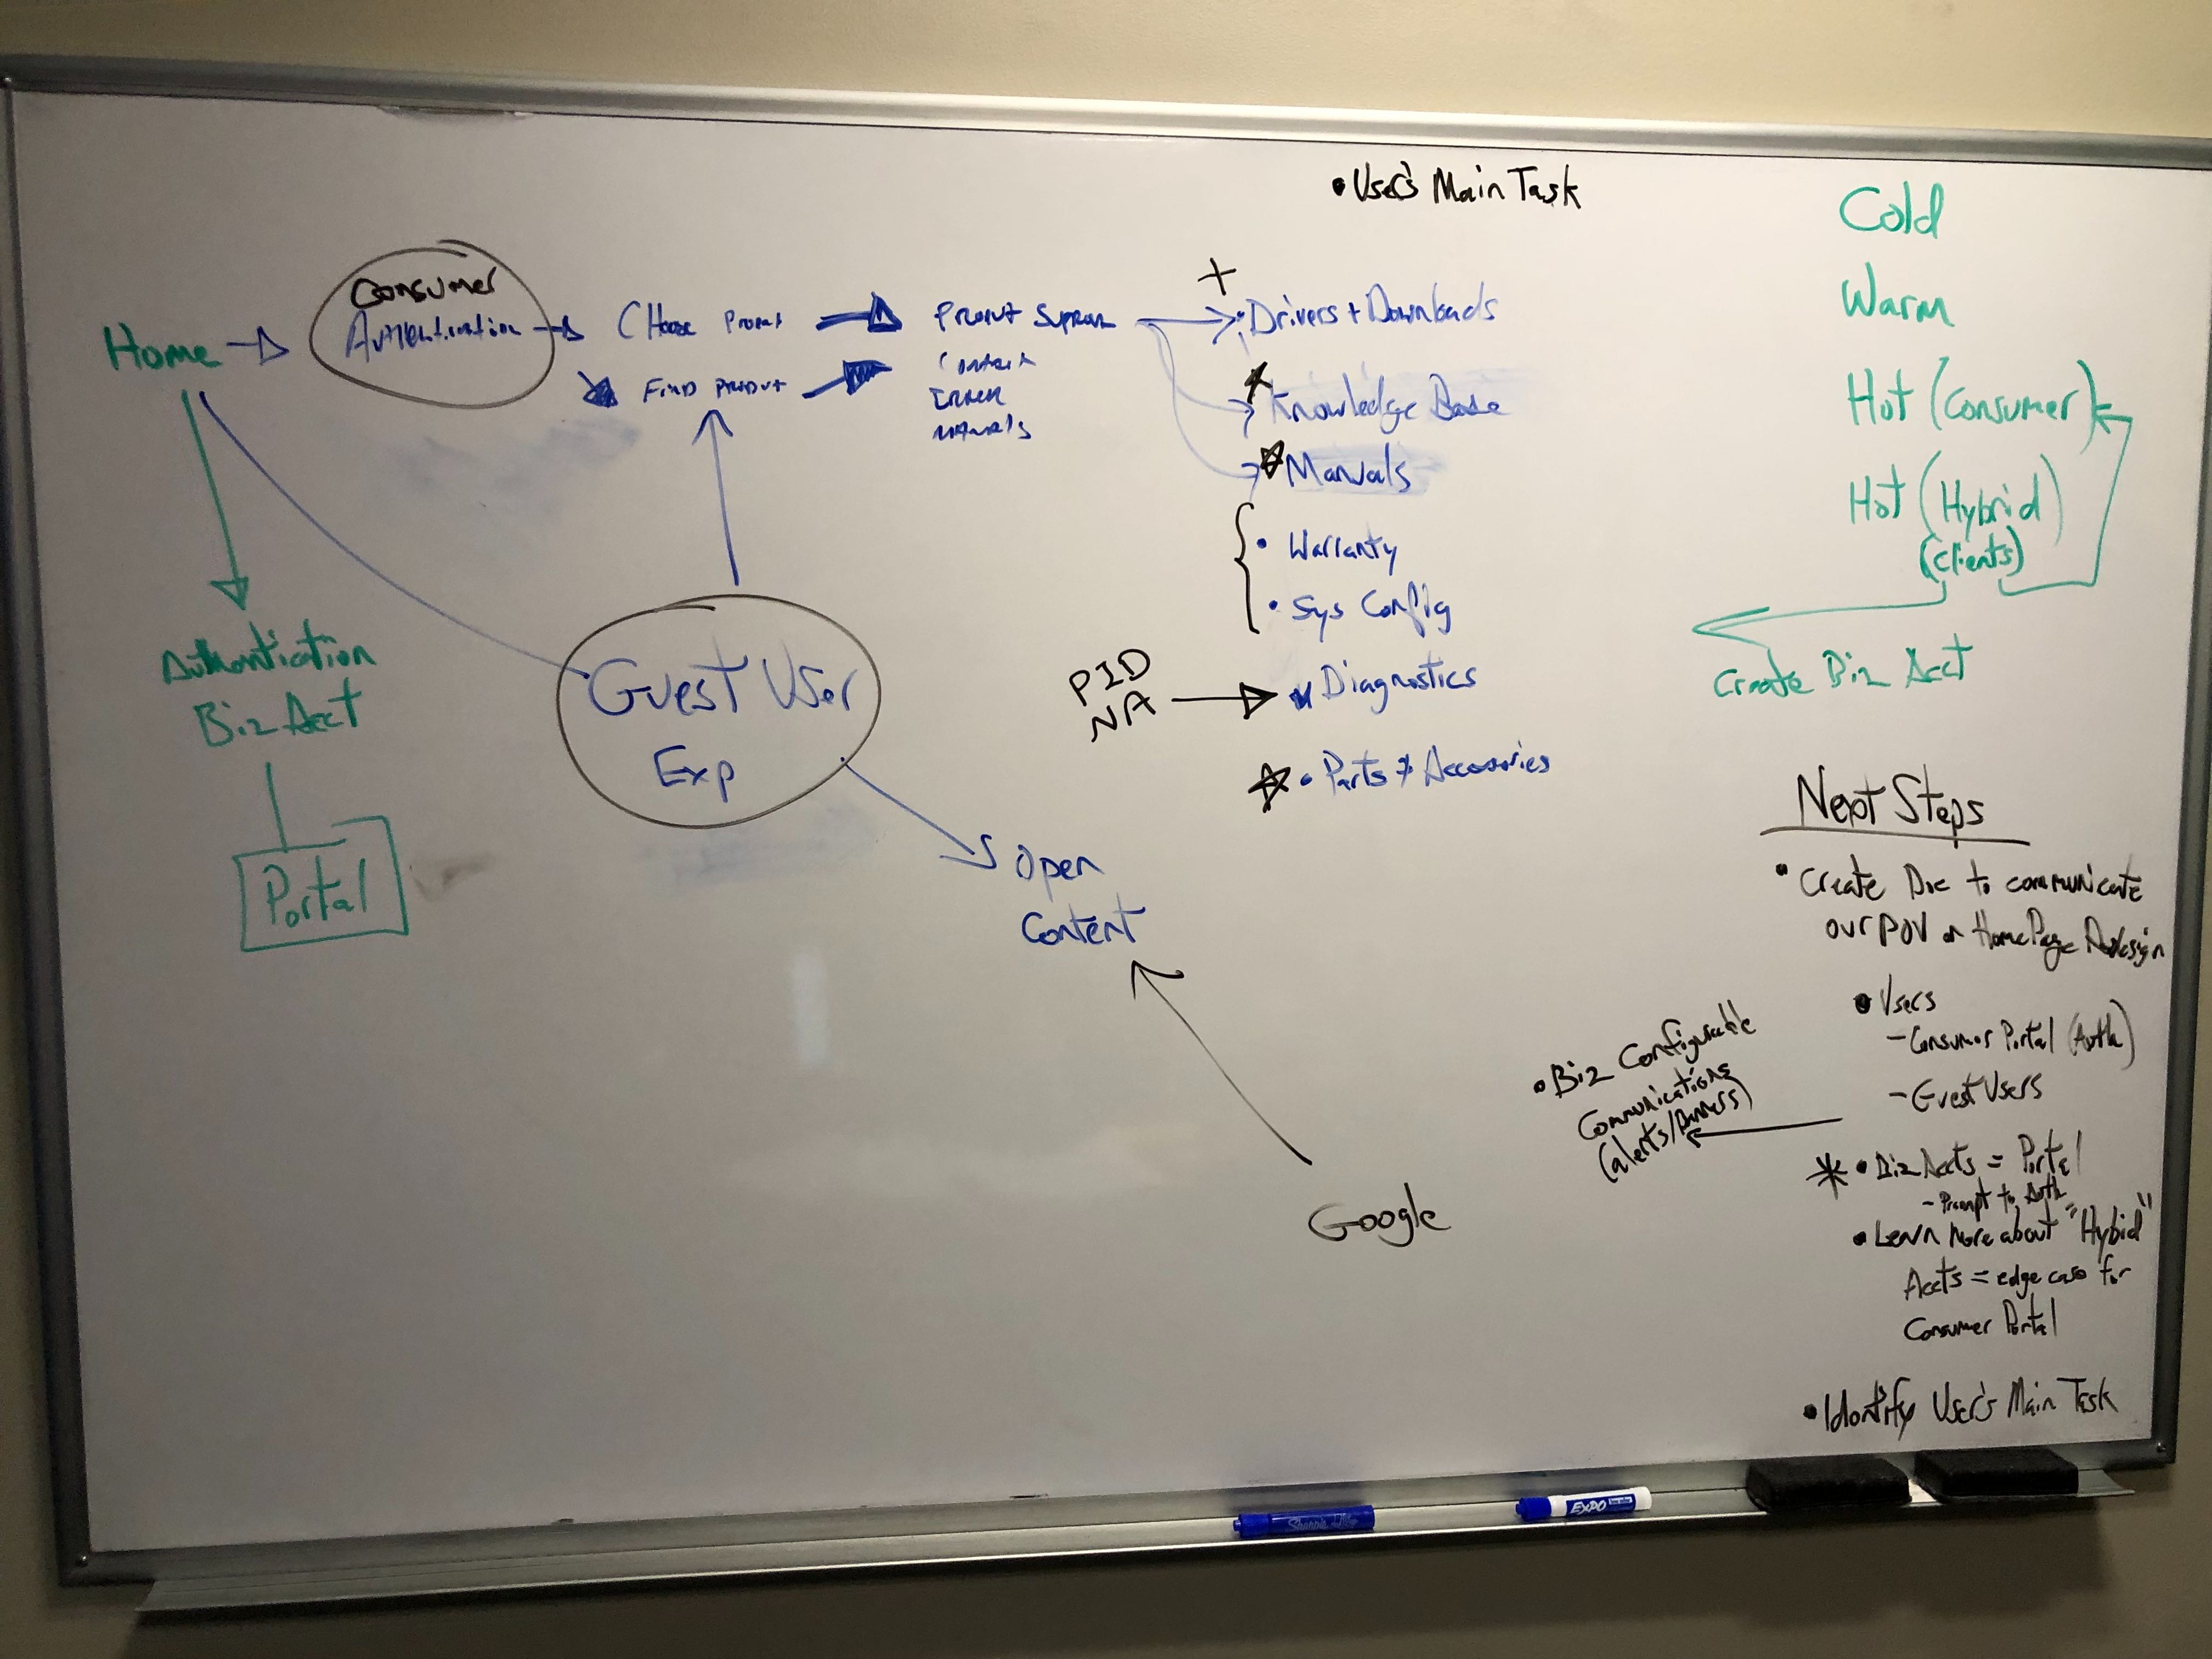 • User's Main Task
Home
Consumer
Authentication
Choose Product
Find Product
Product Support
Content
Manuals
• Drivers + Downloads
Knowledge Base
Manuals
• Warranty
• Sys Config
PID
NA
Diagnostics
• Parts + Accessories
Authentication
Biz Acct
Portal
Guest User
Exp
Open
Content
Google
Cold
Warm
Hot (Consumer)
Hot (Hybrid)
(Clients)
Create Biz Acct
Next Steps
• Create Doc to communicate
our POV on HomePage Redesign
• Users
- Consumer Portal (Auth)
- Guest Users
• Biz Configurable
Communications
(alerts/banners)
* • Biz Accts = Portal
- Prompt to Auth
• Learn More about "Hybid"
Accts = edge case for
Consumer Portal
• Identify User's Main Task
Sharpie
EXPO